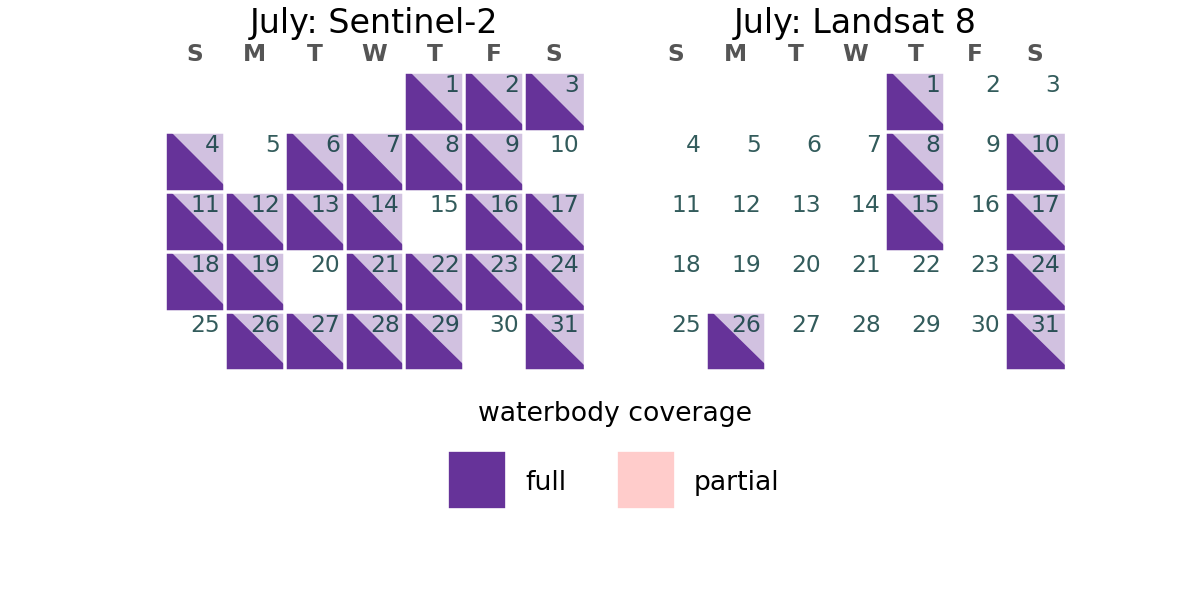 July: Sentinel-2
S M T W T F S
1 2 3
4 5 6 7 8 9 10
11 12 13 14 15 16 17
18 19 20 21 22 23 24
25 26 27 28 29 30 31
July: Landsat 8
S M T W T F S
1 2 3
4 5 6 7 8 9 10
11 12 13 14 15 16 17
18 19 20 21 22 23 24
25 26 27 28 29 30 31
waterbody coverage
full partial